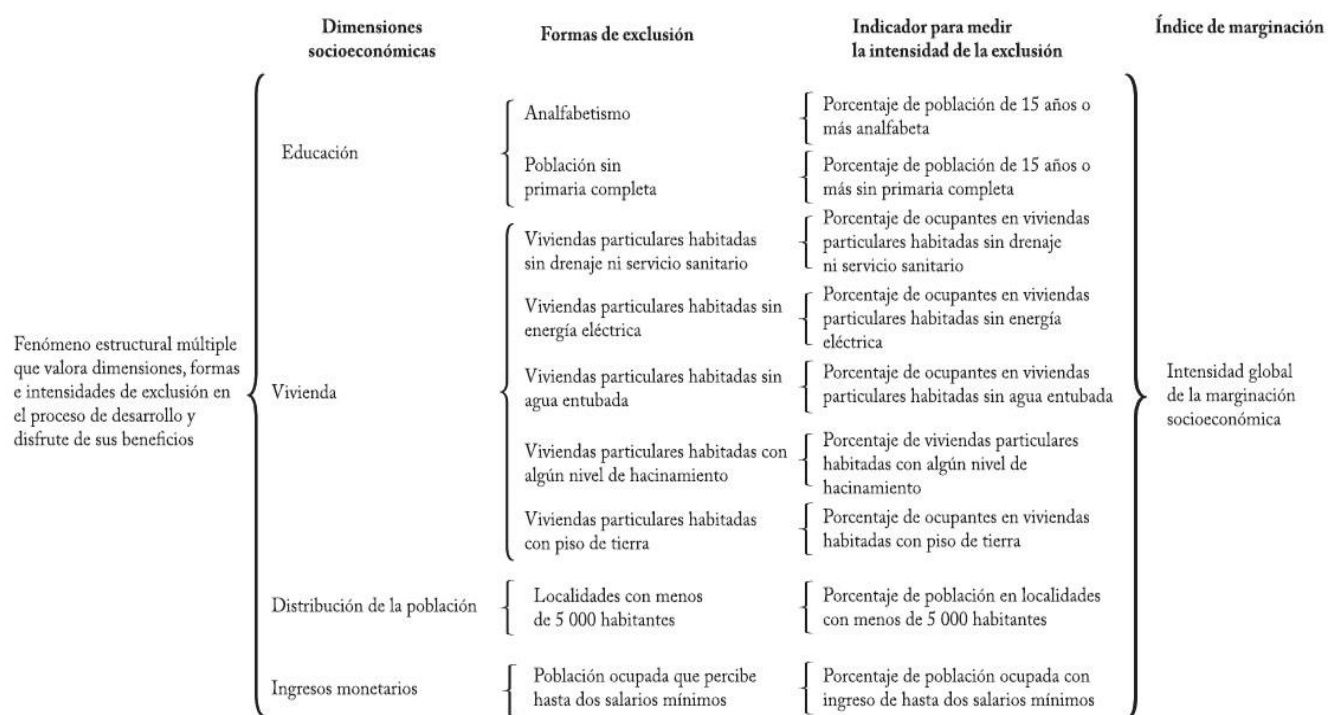 Dimensiones
socioeconómicas
Formas de exclusión
Indicador para medir
la intensidad de la exclusión
Índice de marginación
Fenómeno estructural múltiple
que valora dimensiones, formas
e intensidades de exclusión en
el proceso de desarrollo y
disfrute de sus beneficios
Educación
Analfabetismo
Porcentaje de población de 15 años o
más analfabeta
Población sin
primaria completa
Porcentaje de población de 15 años o
más sin primaria completa
Vivienda
Viviendas particulares habitadas
sin drenaje ni servicio sanitario
Porcentaje de ocupantes en viviendas
particulares habitadas sin drenaje
ni servicio sanitario
Viviendas particulares habitadas sin
energía eléctrica
Porcentaje de ocupantes en viviendas
particulares habitadas sin energía
eléctrica
Viviendas particulares habitadas sin
agua entubada
Porcentaje de ocupantes en viviendas
particulares habitadas sin agua entubada
Viviendas particulares habitadas con
algún nivel de hacinamiento
Porcentaje de viviendas particulares
habitadas con algún nivel de
hacinamiento
Viviendas particulares habitadas
con piso de tierra
Porcentaje de ocupantes en viviendas
habitadas con piso de tierra
Distribución de la población
Localidades con menos
de 5 000 habitantes
Porcentaje de población en localidades
con menos de 5 000 habitantes
Ingresos monetarios
Población ocupada que percibe
hasta dos salarios mínimos
Porcentaje de población ocupada con
ingreso de hasta dos salarios mínimos
Intensidad global
de la marginación
socioeconómica